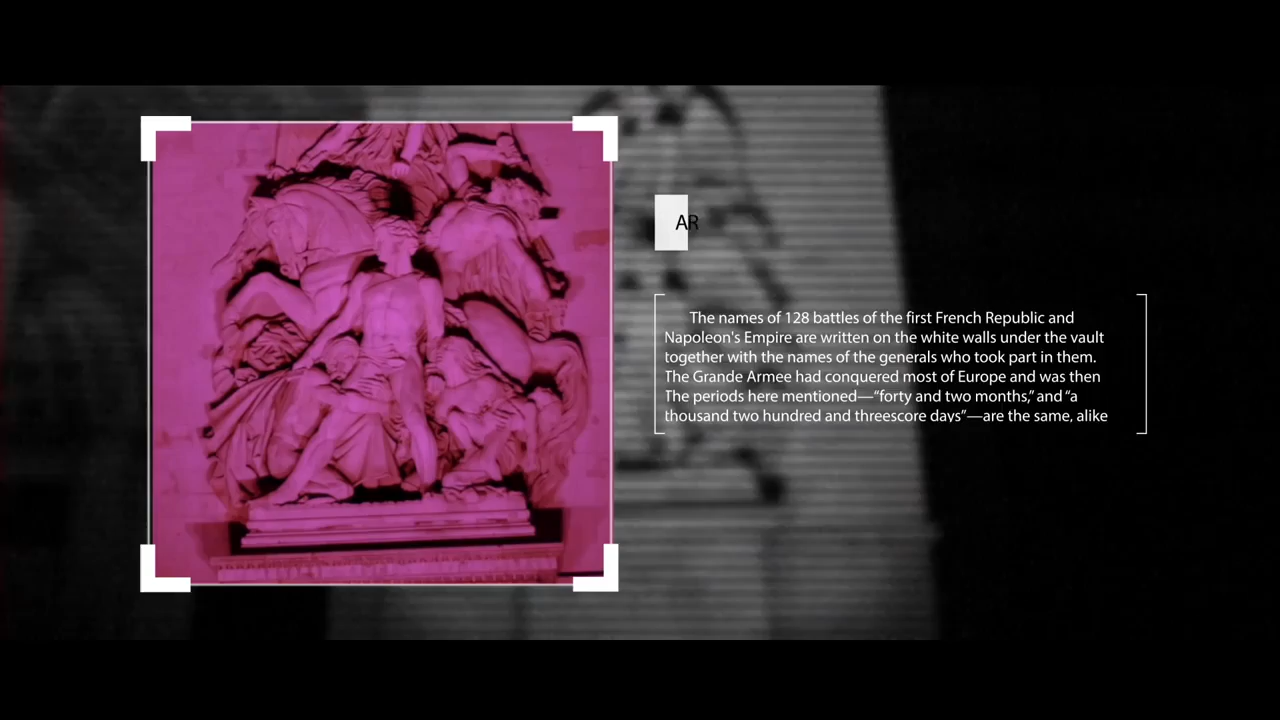 AR
The names of 128 battles of the first French Republic and
Napoleon's Empire are written on the white walls under the vault
together with the names of the generals who took part in them.
The Grande Armee had conquered most of Europe and was then
The periods here mentioned—“forty and two months,” and “a
thousand two hundred and threescore days”—are the same, alike